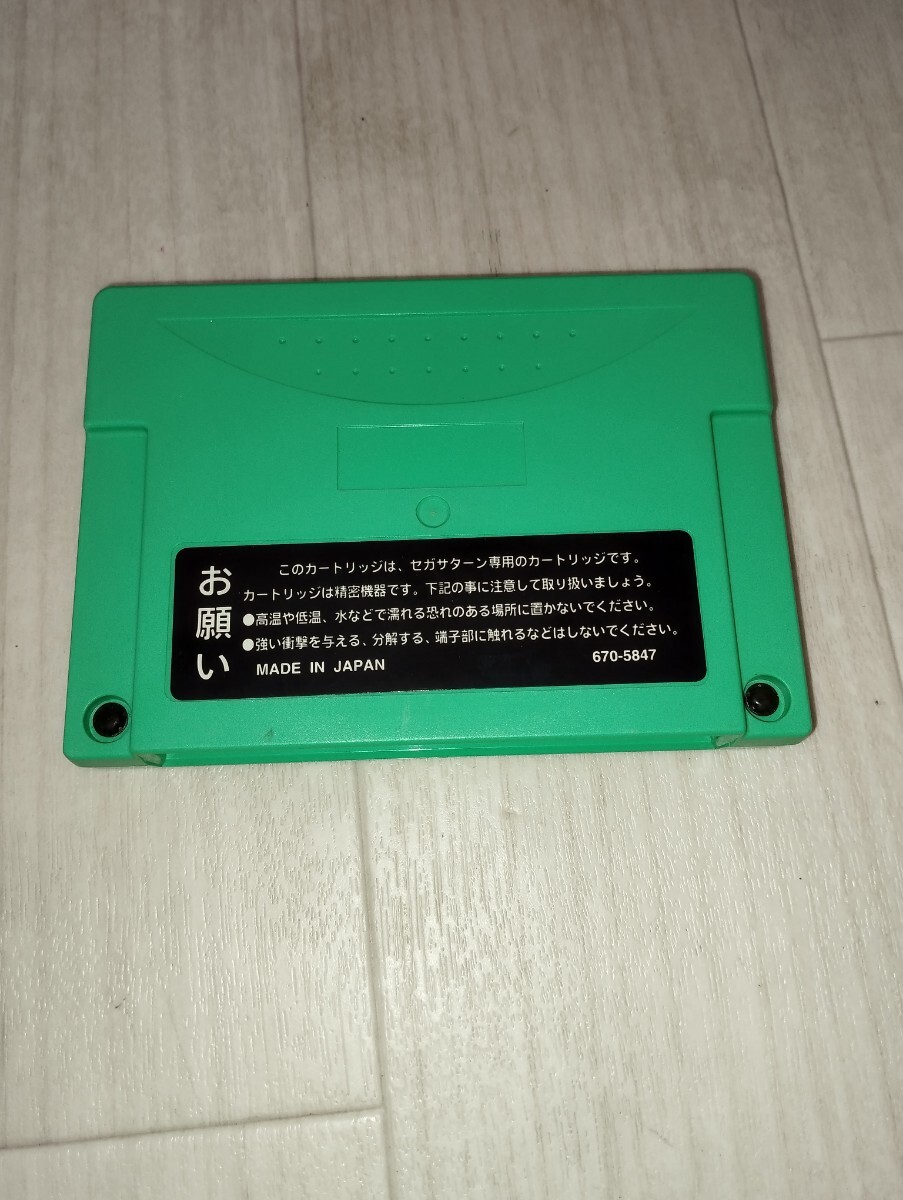 お願い
このカートリッジは、セガサターン専用のカートリッジです。
カートリッジは精密機器です。下記の事に注意して取り扱いましょう。
●高温や低温、水などで濡れる恐れのある場所に置かないでください。
●強い衝撃を与える、分解する、端子部に触れるなどはしないでください。
MADE IN JAPAN 670-5847